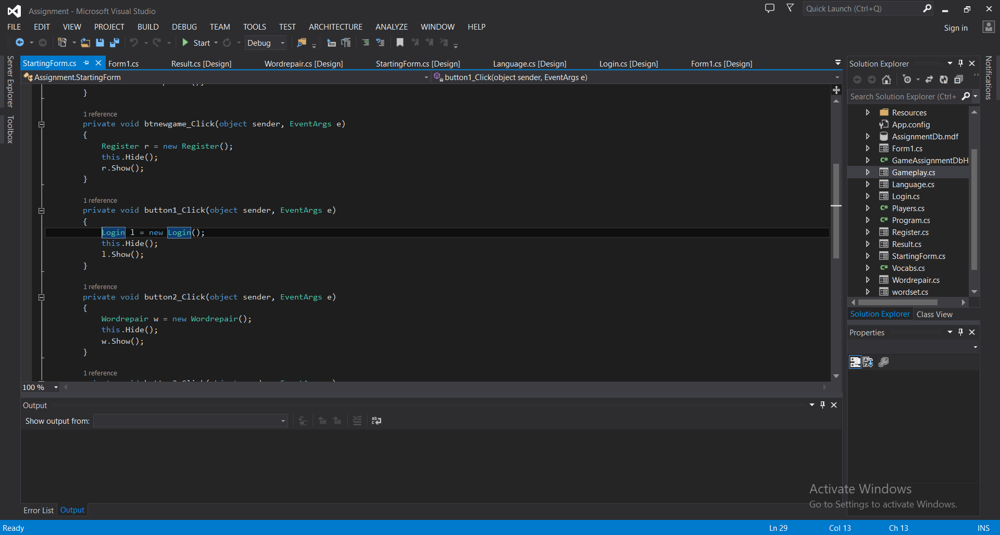 Assignment - Microsoft Visual Studio
Quick Launch (Ctrl+Q)
FILE EDIT VIEW PROJECT BUILD DEBUG TEAM TOOLS TEST ARCHITECTURE ANALYZE WINDOW HELP
Sign in
Start
Debug
Server Explorer
Toolbox
StartingForm.cs
Form1.cs
Result.cs [Design]
Wordrepair.cs [Design]
StartingForm.cs [Design]
Language.cs [Design]
Login.cs [Design]
Form1.cs [Design]
Assignment.StartingForm
button1_Click(object sender, EventArgs e)
}
1 reference
private void btnewgame_Click(object sender, EventArgs e)
{
Register r = new Register();
this.Hide();
r.Show();
}
1 reference
private void button1_Click(object sender, EventArgs e)
{
Login l = new Login();
this.Hide();
l.Show();
}
1 reference
private void button2_Click(object sender, EventArgs e)
{
Wordrepair w = new Wordrepair();
this.Hide();
w.Show();
}
1 reference
100 %
Output
Show output from:
Error List
Output
Solution Explorer
Search Solution Explorer (Ctrl+
Resources
App.config
AssignmentDb.mdf
Form1.cs
C# GameAssignmentDbH
Gameplay.cs
Language.cs
Login.cs
C# Players.cs
C# Program.cs
Register.cs
Result.cs
StartingForm.cs
C# Vocabs.cs
Wordrepair.cs
wordset.cs
Solution Explorer
Class View
Properties
Notifications
Activate Windows
Go to Settings to activate Windows.
Ready
Ln 29
Col 13
Ch 13
INS